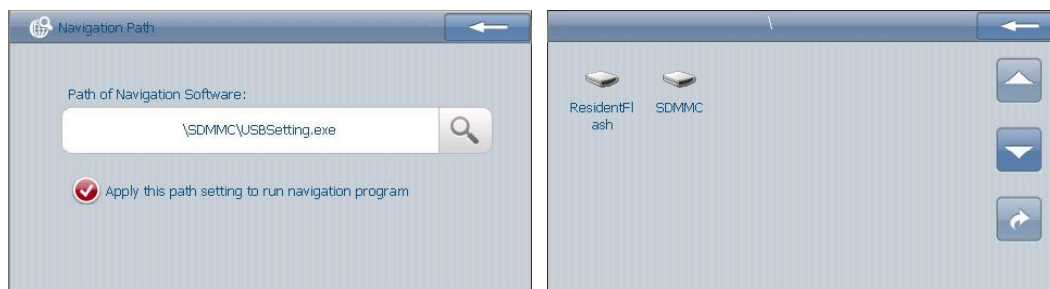 Navigation Path
Path of Navigation Software:
\SDMMC\USBSetting.exe
Apply this path setting to run navigation program
\
ResidentFl
ash
SDMMC